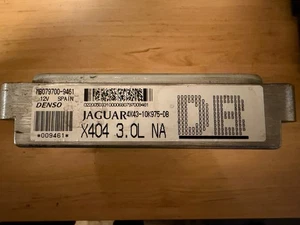 MB079700-9461
12V SPAIN
DENSO
*009461*
JAGUAR 4X43-10K975-DB
X404 3.0L NA
DB